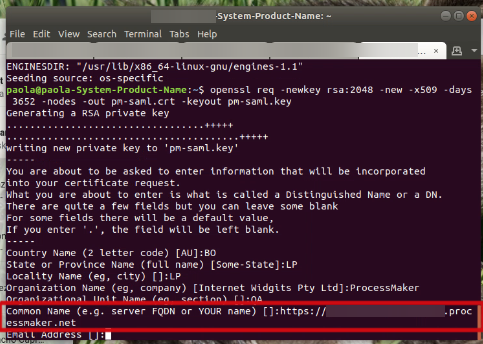 -System-Product-Name: ~
File Edit View Search Terminal Tabs Help
ENGINESDIR: "/usr/lib/x86_64-linux-gnu/engines-1.1"
Seeding source: os-specific
paola@paola-System-Product-Name:~$ openssl req -newkey rsa:2048 -new -x509 -days
3652 -nodes -out pm-saml.crt -keyout pm-saml.key
Generating a RSA private key
..................................+++++
........................................+++++
writing new private key to 'pm-saml.key'
-----
You are about to be asked to enter information that will be incorporated
into your certificate request.
What you are about to enter is what is called a Distinguished Name or a DN.
There are quite a few fields but you can leave some blank
For some fields there will be a default value,
If you enter '.', the field will be left blank.
-----
Country Name (2 letter code) [AU]:BO
State or Province Name (full name) [Some-State]:LP
Locality Name (eg, city) []:LP
Organization Name (eg, company) [Internet Widgits Pty Ltd]:ProcessMaker
Organizational Unit Name (eg, section) []:QA
Common Name (e.g. server FQDN or YOUR name) []:https:// .proc
essmaker.net
Email Address []: